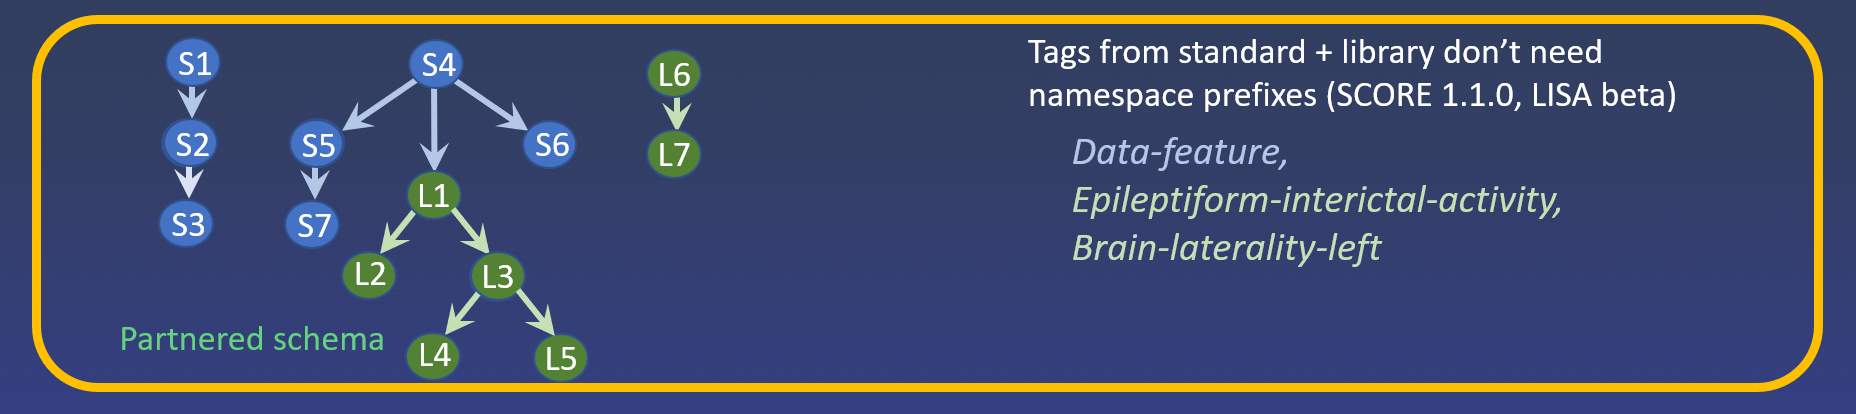 S1
S4
L6
S2
S5
S6
L7
L1
S3
S7
L2
L3
L4
L5
Partnered schema
Tags from standard + library don’t need
namespace prefixes (SCORE 1.1.0, LISA beta)
Data-feature,
Epileptiform-interictal-activity,
Brain-laterality-left